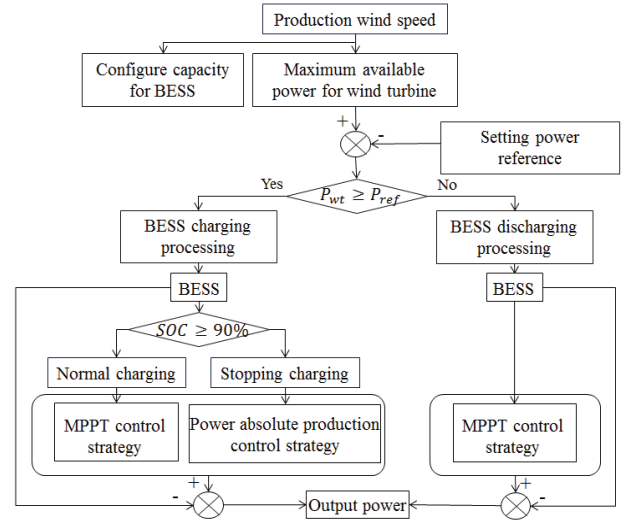 Production wind speed
Configure capacity
for BESS
Maximum available
power for wind turbine
+
-
Setting power
reference
Yes
P_wt ≥ P_ref
No
BESS charging
processing
BESS discharging
processing
BESS
BESS
SOC ≥ 90%
Normal charging
Stopping charging
MPPT control
strategy
Power absolute production
control strategy
MPPT control
strategy
+
-
Output power
+
-